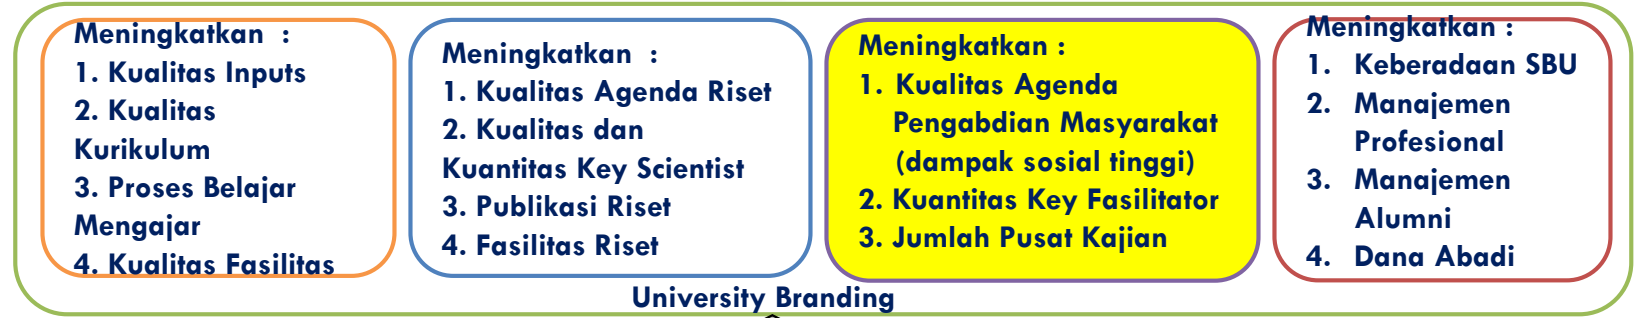 Meningkatkan :
1. Kualitas Inputs
2. Kualitas
Kurikulum
3. Proses Belajar
Mengajar
4. Kualitas Fasilitas
Meningkatkan :
1. Kualitas Agenda Riset
2. Kualitas dan
Kuantitas Key Scientist
3. Publikasi Riset
4. Fasilitas Riset
Meningkatkan :
1. Kualitas Agenda
Pengabdian Masyarakat
(dampak sosial tinggi)
2. Kuantitas Key Fasilitator
3. Jumlah Pusat Kajian
Meningkatkan :
1. Keberadaan SBU
2. Manajemen
Profesional
3. Manajemen
Alumni
4. Dana Abadi
University Branding